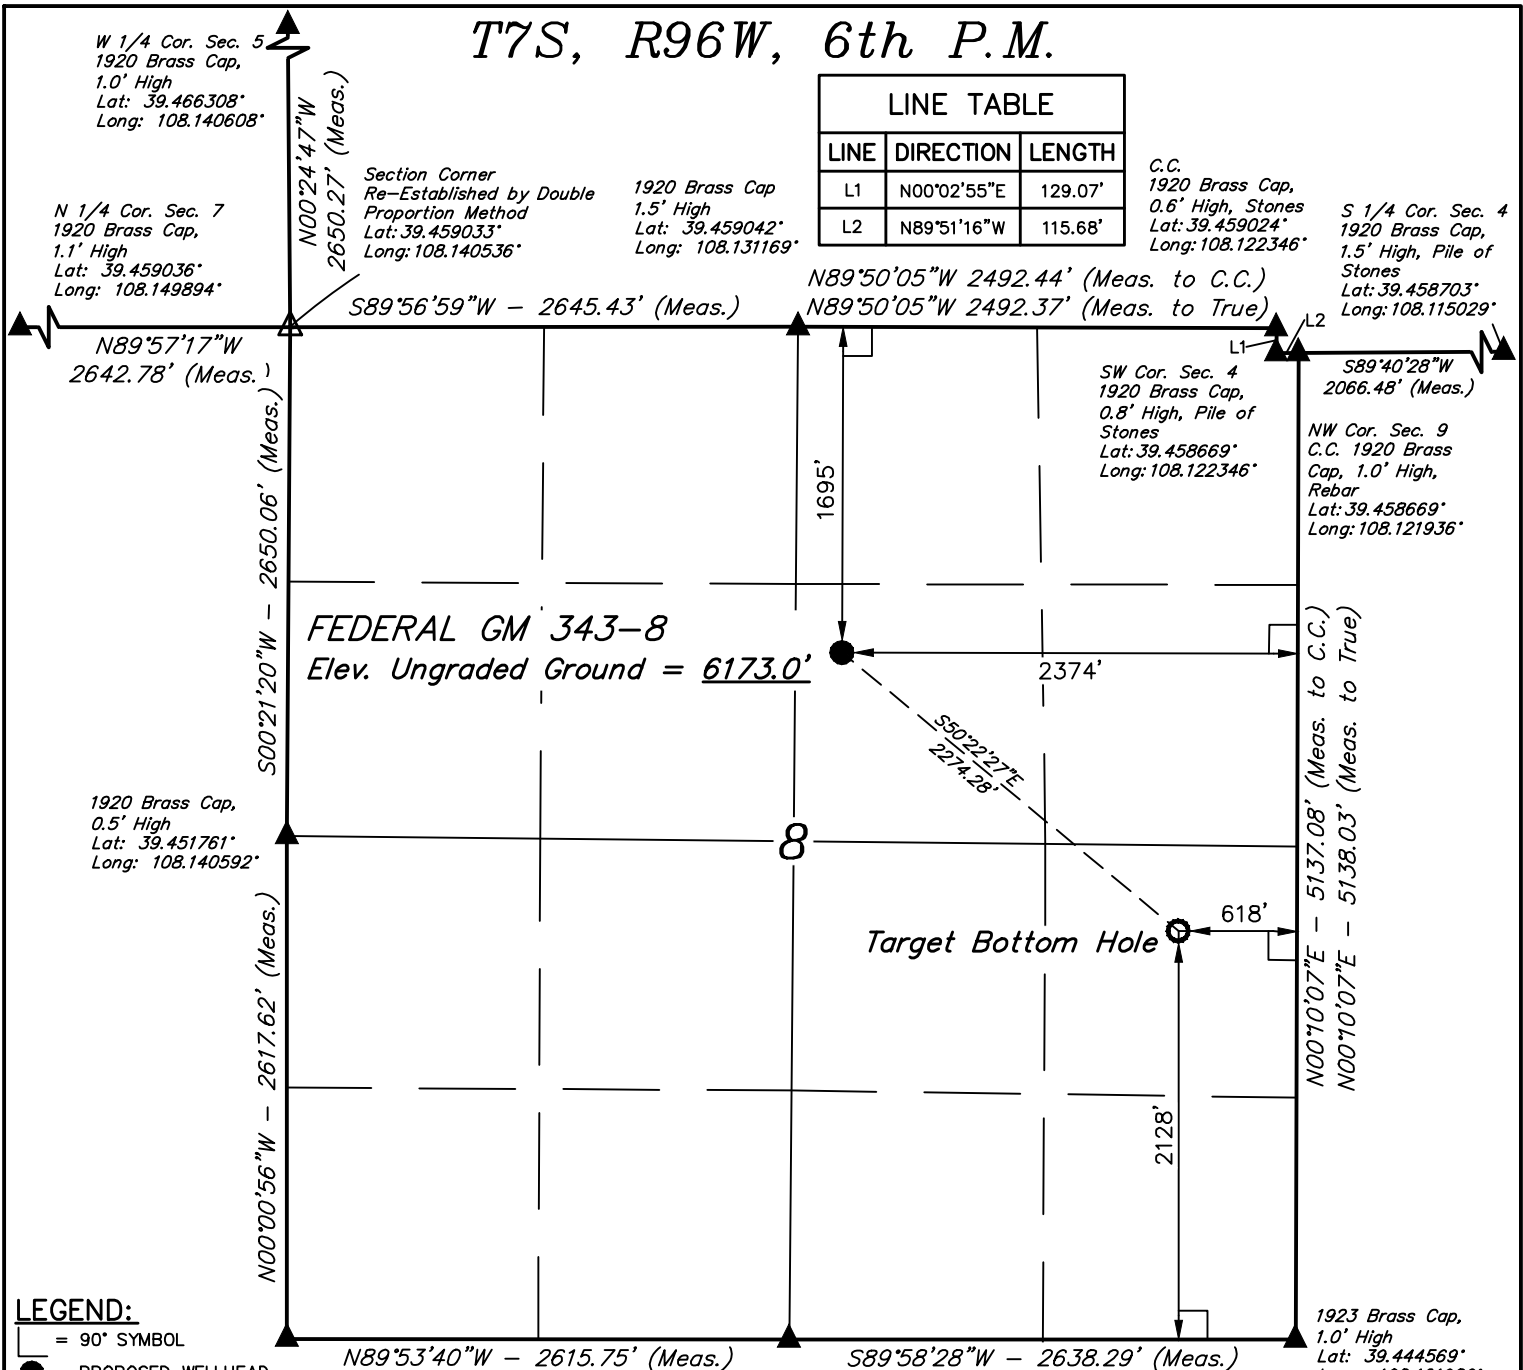 T7S, R96W, 6th P.M.
W 1/4 Cor. Sec. 5
1920 Brass Cap,
1.0' High
Lat: 39.466308°
Long: 108.140608°
N00°24'47"W
2650.27' (Meas.)
LINE TABLE
LINE DIRECTION LENGTH
L1 N00°02'55"E 129.07'
L2 N89°51'16"W 115.68'
N 1/4 Cor. Sec. 7
1920 Brass Cap,
1.1' High
Lat: 39.459036°
Long: 108.149894°
Section Corner
Re-Established by Double
Proportion Method
Lat: 39.459033°
Long: 108.140536°
1920 Brass Cap
1.5' High
Lat: 39.459042°
Long: 108.131169°
C.C.
1920 Brass Cap,
0.6' High, Stones
Lat: 39.459024°
Long: 108.122346°
S 1/4 Cor. Sec. 4
1920 Brass Cap,
1.5' High, Pile of
Stones
Lat: 39.458703°
Long: 108.115029°
S89°56'59"W - 2645.43' (Meas.)
N89°50'05"W 2492.44' (Meas. to C.C.)
N89°50'05"W 2492.37' (Meas. to True)
L2
L1
N89°57'17"W
2642.78' (Meas.)
S89°40'28"W
2066.48' (Meas.)
SW Cor. Sec. 4
1920 Brass Cap,
0.8' High, Pile of
Stones
Lat: 39.458669°
Long: 108.122346°
NW Cor. Sec. 9
C.C. 1920 Brass
Cap, 1.0' High,
Rebar
Lat: 39.458669°
Long: 108.121936°
S00°21'20"W - 2650.06' (Meas.)
1695'
FEDERAL GM 343-8
Elev. Ungraded Ground = 6173.0'
2374'
S50°22'27"E
2274.28'
N00°10'07"E - 5137.08' (Meas. to C.C.)
N00°10'07"E - 5138.03' (Meas. to True)
1920 Brass Cap,
0.5' High
Lat: 39.451761°
Long: 108.140592°
8
618'
Target Bottom Hole
N00°00'56"W - 2617.62' (Meas.)
2128'
LEGEND:
= 90° SYMBOL
PROPOSED WELLHEAD
N89°53'40"W - 2615.75' (Meas.)
S89°58'28"W - 2638.29' (Meas.)
1923 Brass Cap,
1.0' High
Lat: 39.444569°